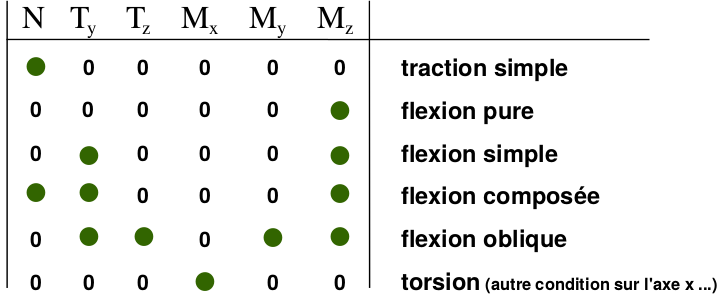 N T_y T_z M_x M_y M_z
● 0 0 0 0 0 traction simple
0 0 0 0 0 ● flexion pure
0 ● 0 0 0 ● flexion simple
● ● 0 0 0 ● flexion composée
0 ● ● 0 ● ● flexion oblique
0 0 0 ● 0 0 torsion (autre condition sur l'axe x ...)